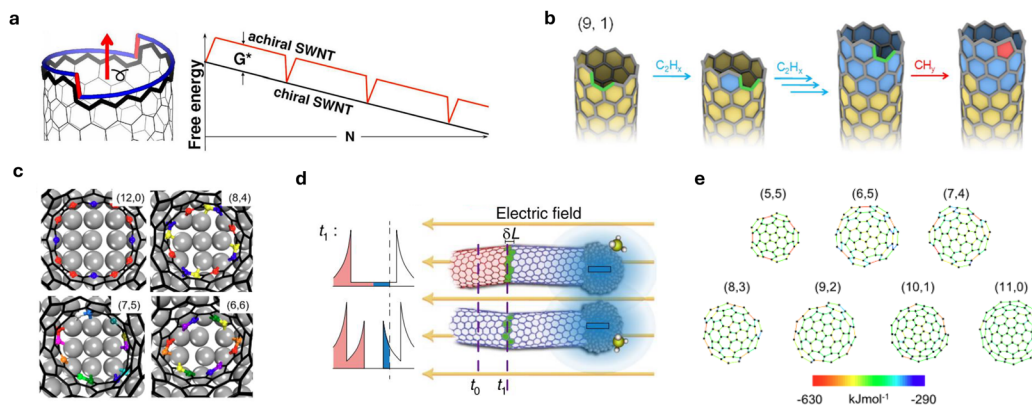 a
Free energy
achiral SWNT
G*
chiral SWNT
N
b
(9, 1)
C₂Hₓ
C₂Hₓ
CHᵧ
c
(12,0)
(8,4)
(7,5)
(6,6)
d
Electric field
t₁ :
δL
t₀
t₁
e
(5,5)
(6,5)
(7,4)
(8,3)
(9,2)
(10,1)
(11,0)
-630
kJmol⁻¹
-290